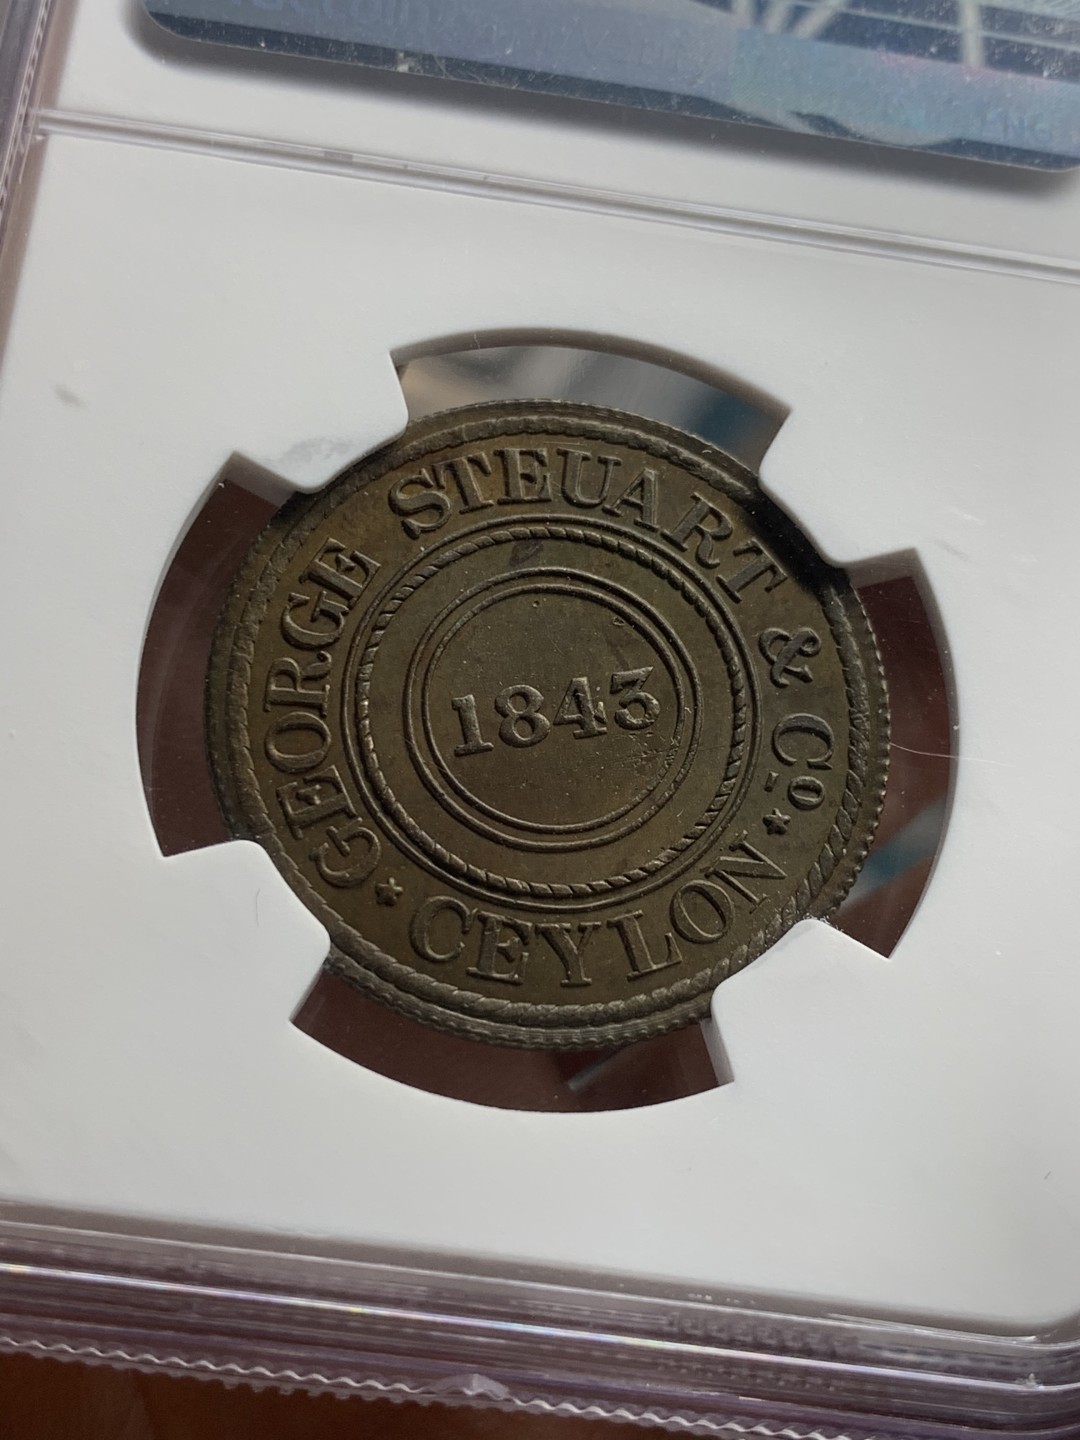 GEORGE STEUART & Co.
1843
CEYLON